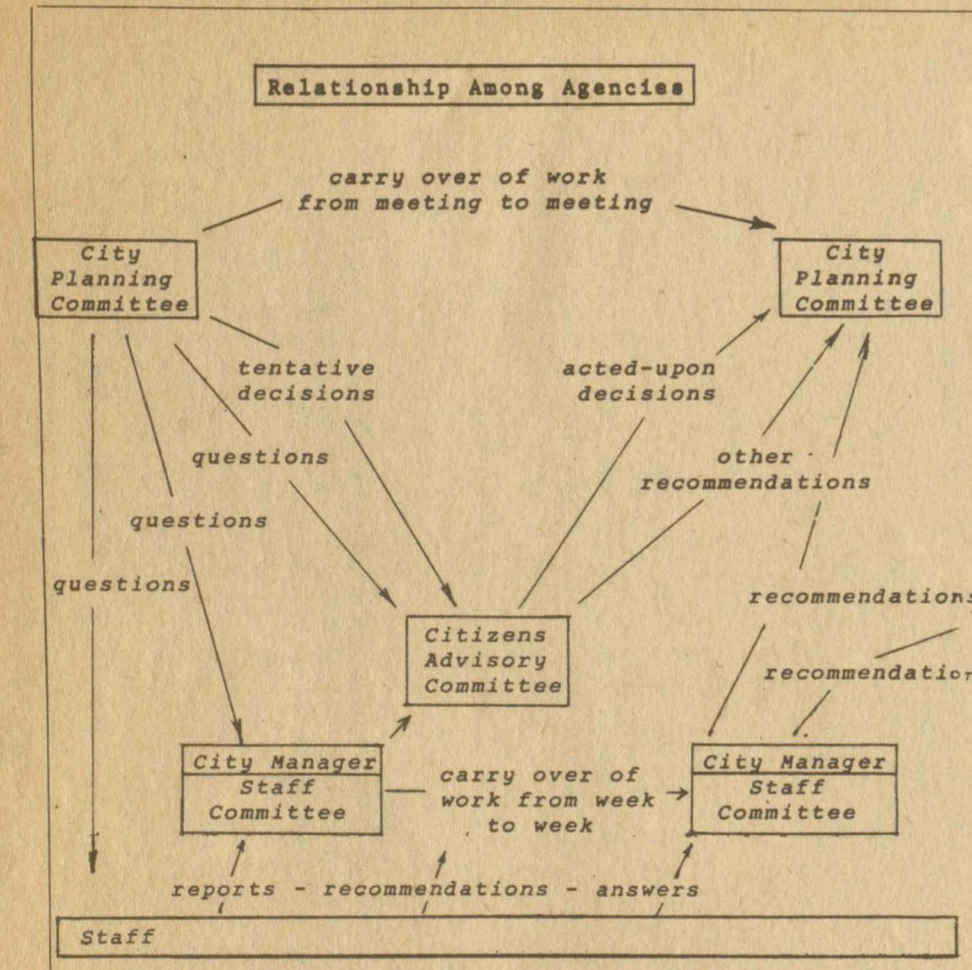 Relationship Among Agencies
carry over of work
from meeting to meeting
City
Planning
Committee
City
Planning
Committee
tentative
decisions
acted-upon
decisions
questions
other
recommendations
questions
questions
recommendations
Citizens
Advisory
Committee
City Manager
Staff
Committee
carry over of
work from week
to week
City Manager
Staff
Committee
reports - recommendations - answers
Staff